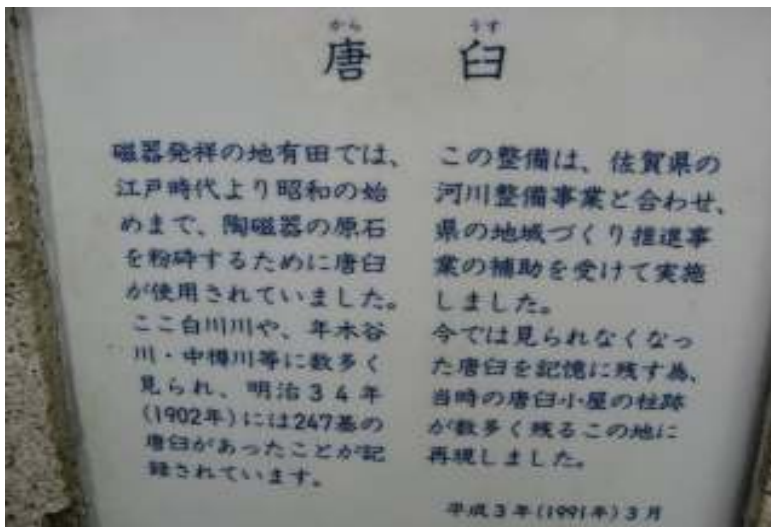 から うす
唐 臼
磁器発祥の地有田では、
江戸時代より昭和の始
めまで、陶磁器の原石
を粉砕するために唐臼
が使用されていました。
ここ白川川や、年木谷
川・中樽川等に数多く
見られ、明治34年
(1902年)には247基の
唐臼があったことが記
録されています。
この整備は、佐賀県の
河川整備事業と合わせ、
県の地域づくり推進事
業の補助を受けて実施
しました。
今では見られなくなっ
た唐臼を記憶に残す為、
当時の唐臼小屋の柱跡
が数多く残るこの地に
再現しました。
平成3年(1991年)3月